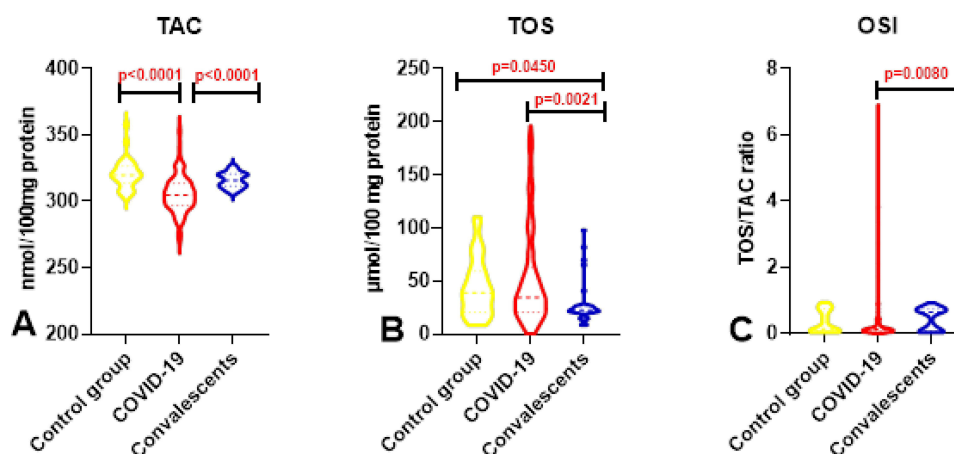 TAC
p<0.0001
p<0.0001
400
350
300
250
200
nmol/100mg protein
A
Control group
COVID-19
Convalescents
TOS
p=0.0450
p=0.0021
250
200
150
100
50
0
µmol/100 mg protein
B
Control group
COVID-19
Convalescents
OSI
p=0.0080
8
6
4
2
0
TOS/TAC ratio
C
Control group
COVID-19
Convalescents